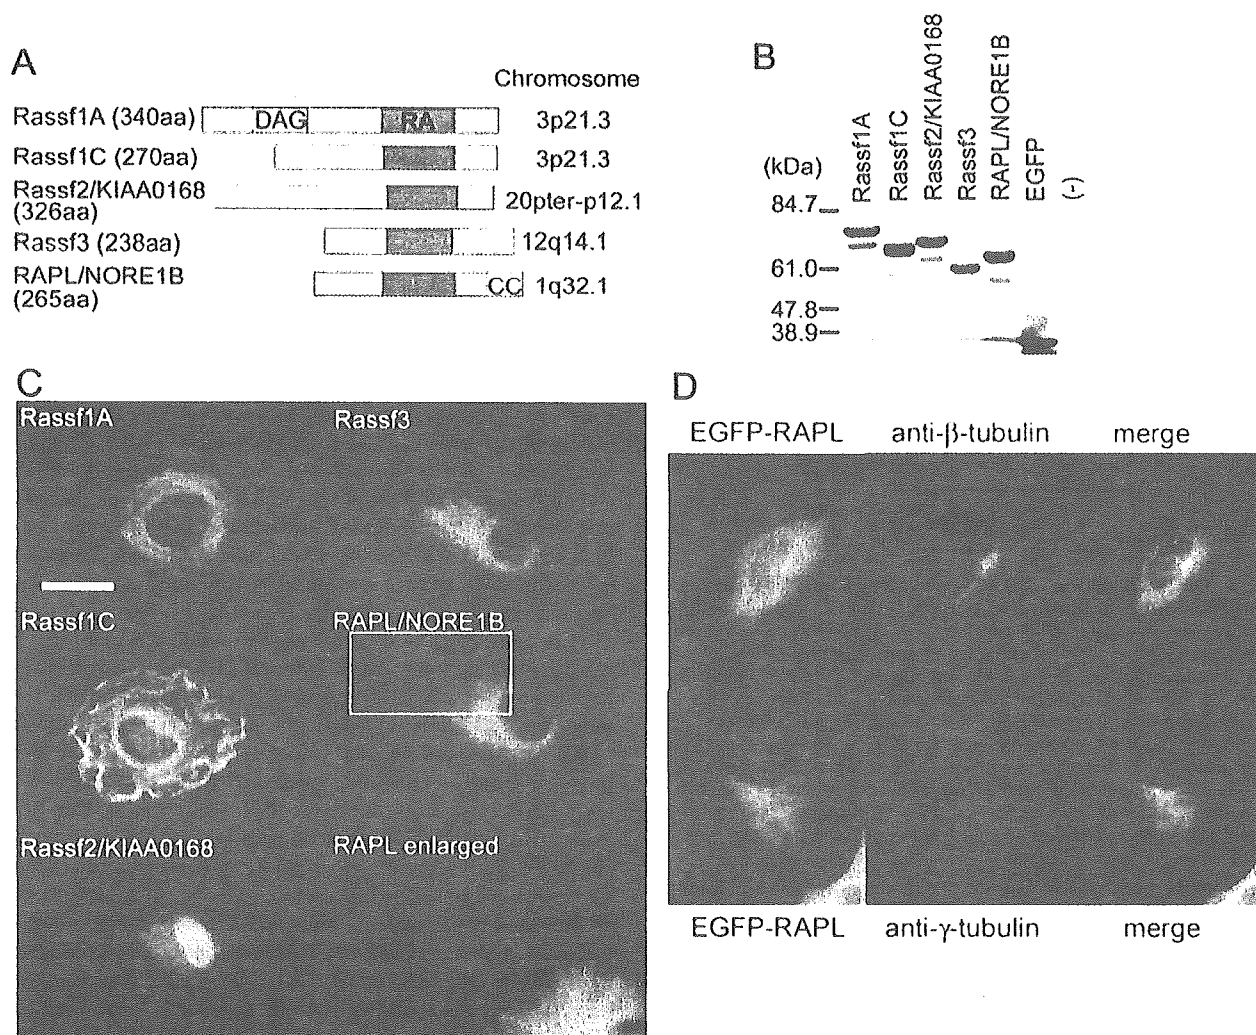 A
Chromosome
Rassf1A (340aa)
DAG
RA
3p21.3
Rassf1C (270aa)
3p21.3
Rassf2/KIAA0168
(326aa)
20pter-p12.1
Rassf3 (238aa)
12q14.1
RAPL/NORE1B
(265aa)
CC
1q32.1
B
(kDa)
Rassf1A
Rassf1C
Rassf2/KIAA0168
Rassf3
RAPL/NORE1B
EGFP
(-)
84.7
61.0
47.8
38.9
C
Rassf1A
Rassf3
Rassf1C
RAPL/NORE1B
Rassf2/KIAA0168
RAPL enlarged
D
EGFP-RAPL
anti-β-tubulin
merge
EGFP-RAPL
anti-γ-tubulin
merge